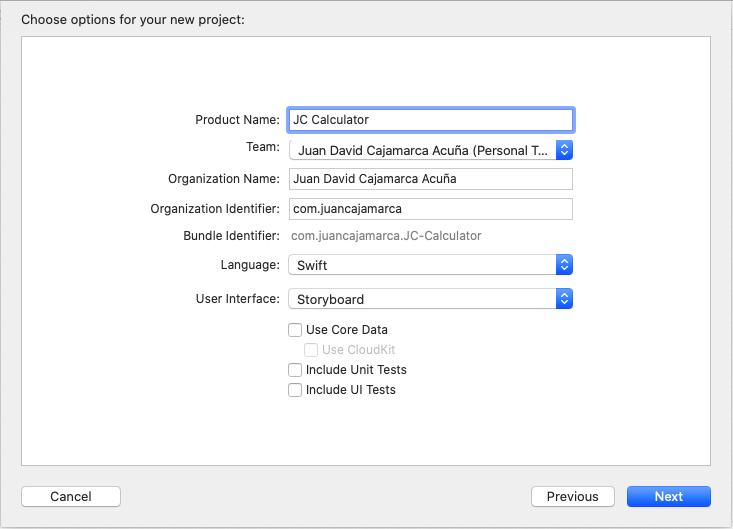 Choose options for your new project:
Product Name: JC Calculator
Team: Juan David Cajamarca Acuña (Personal T...
Organization Name: Juan David Cajamarca Acuña
Organization Identifier: com.juancajamarca
Bundle Identifier: com.juancajamarca.JC-Calculator
Language: Swift
User Interface: Storyboard
Use Core Data
Use CloudKit
Include Unit Tests
Include UI Tests
Cancel Previous Next